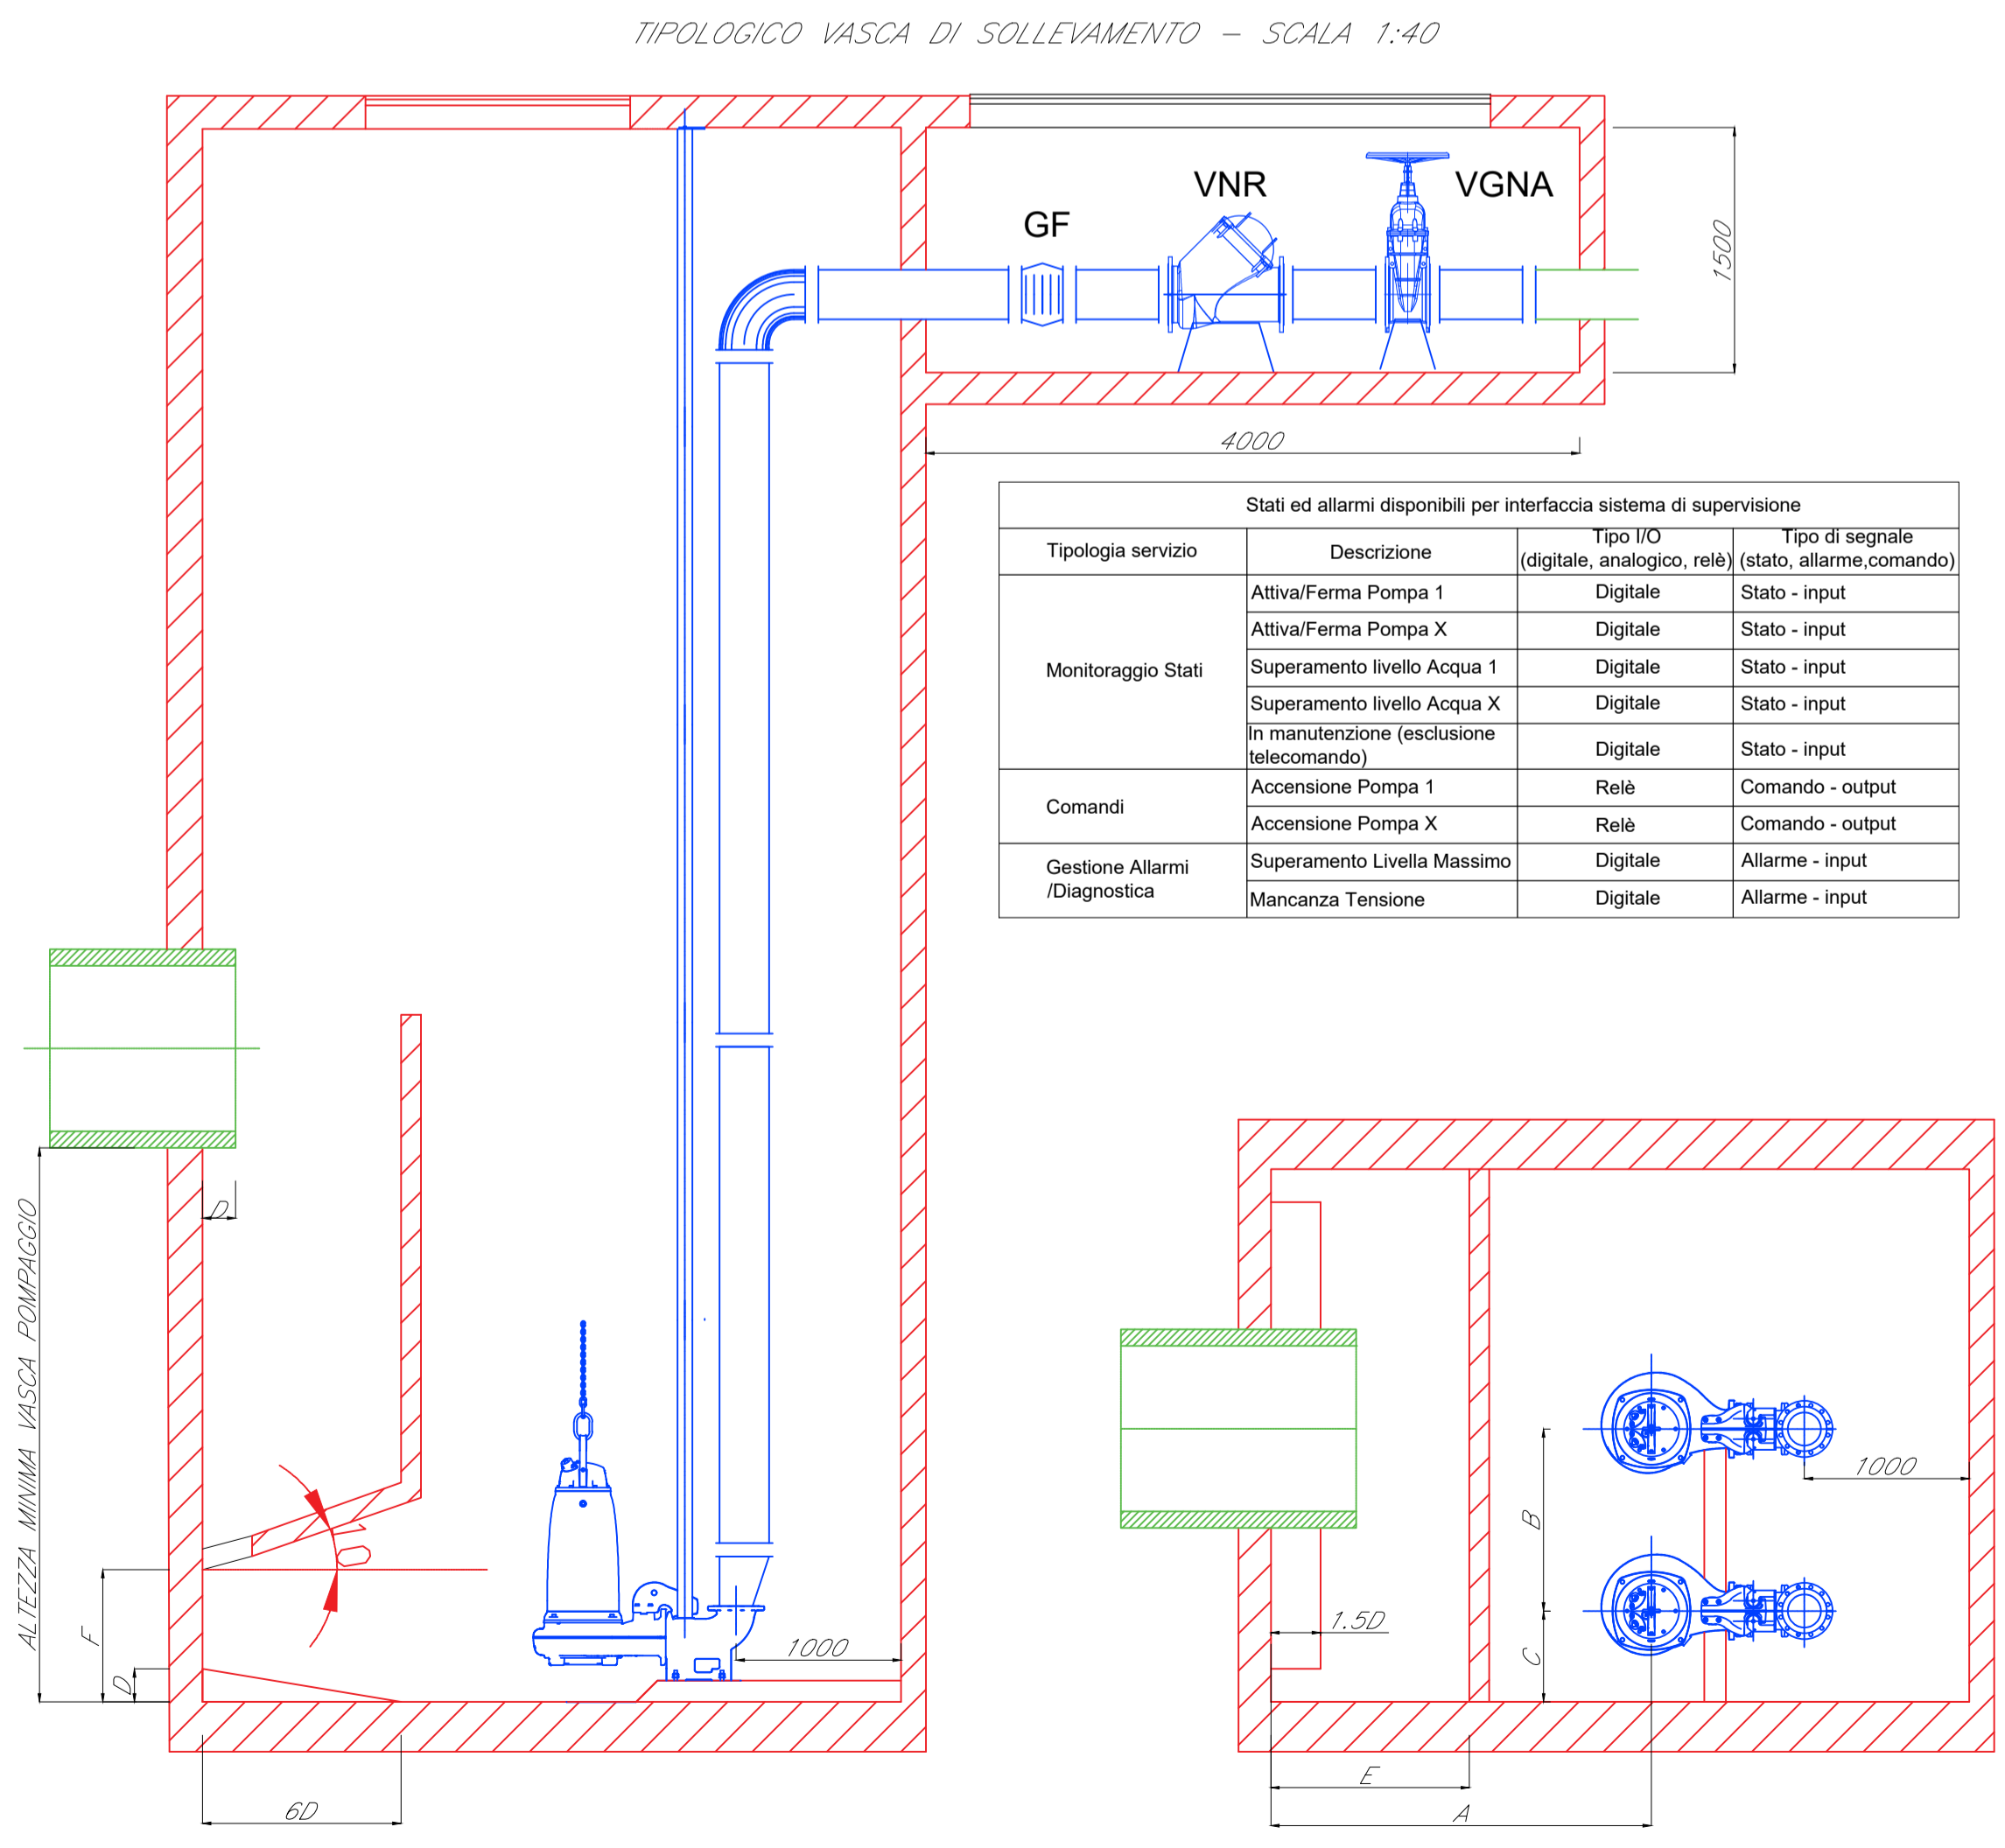 TIPOLOGICO VASCA DI SOLLEVAMENTO – SCALA 1:40
GF
VNR
VGNA
1500
4000
Stati ed allarmi disponibili per interfaccia sistema di supervisione
Tipologia servizio
Descrizione
Tipo I/O
(digitale, analogico, relè)
Tipo di segnale
(stato, allarme,comando)
Monitoraggio Stati
Attiva/Ferma Pompa 1
Digitale
Stato - input
Attiva/Ferma Pompa X
Digitale
Stato - input
Superamento livello Acqua 1
Digitale
Stato - input
Superamento livello Acqua X
Digitale
Stato - input
In manutenzione (esclusione
telecomando)
Digitale
Stato - input
Comandi
Accensione Pompa 1
Relè
Comando - output
Accensione Pompa X
Relè
Comando - output
Gestione Allarmi
/Diagnostica
Superamento Livella Massimo
Digitale
Allarme - input
Mancanza Tensione
Digitale
Allarme - input
ALTEZZA MINIMA VASCA POMPAGGIO
D
F
D
6D
1000
1000
B
C
1.5D
E
A